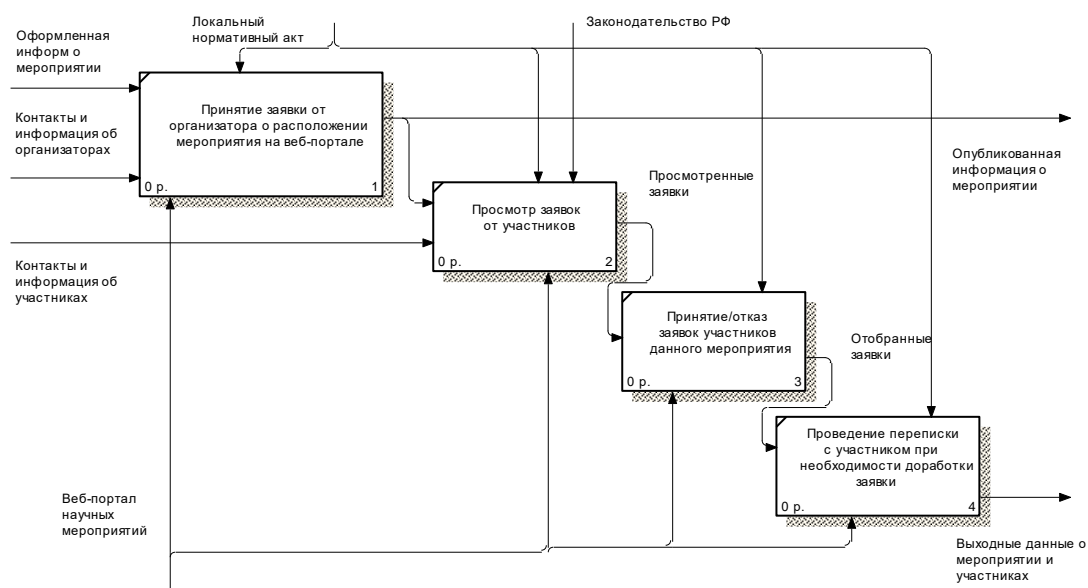 Локальный
нормативный акт
Законодательство РФ
Оформленная
информ о
мероприятии
Принятие заявки от
организатора о расположении
мероприятия на веб-портале
0 р.
1
Контакты и
информация об
организаторах
Опубликованная
информация о
мероприятии
Просмотренные
заявки
Просмотр заявок
от участников
0 р.
2
Контакты и
информация об
участниках
Принятие/отказ
заявок участников
данного мероприятия
0 р.
3
Отобранные
заявки
Проведение переписки
с участником при
необходимости доработки
заявки
0 р.
4
Веб-портал
научных
мероприятий
Выходные данные о
мероприятии и
участниках